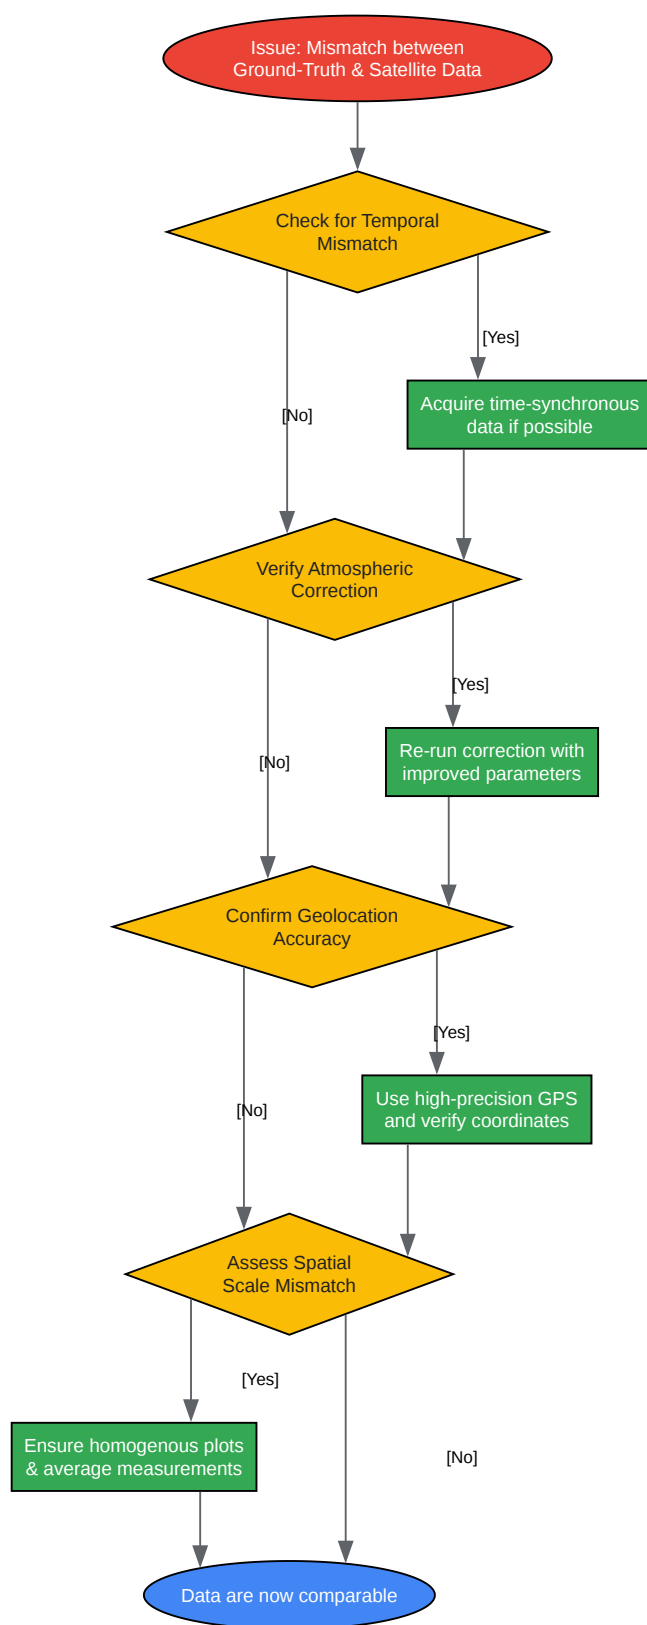 Issue: Mismatch between
Ground-Truth & Satellite Data
Check for Temporal
Mismatch
[Yes]
Acquire time-synchronous
data if possible
[No]
Verify Atmospheric
Correction
[Yes]
Re-run correction with
improved parameters
[No]
Confirm Geolocation
Accuracy
[Yes]
Use high-precision GPS
and verify coordinates
[No]
Assess Spatial
Scale Mismatch
[Yes]
Ensure homogenous plots
& average measurements
[No]
Data are now comparable